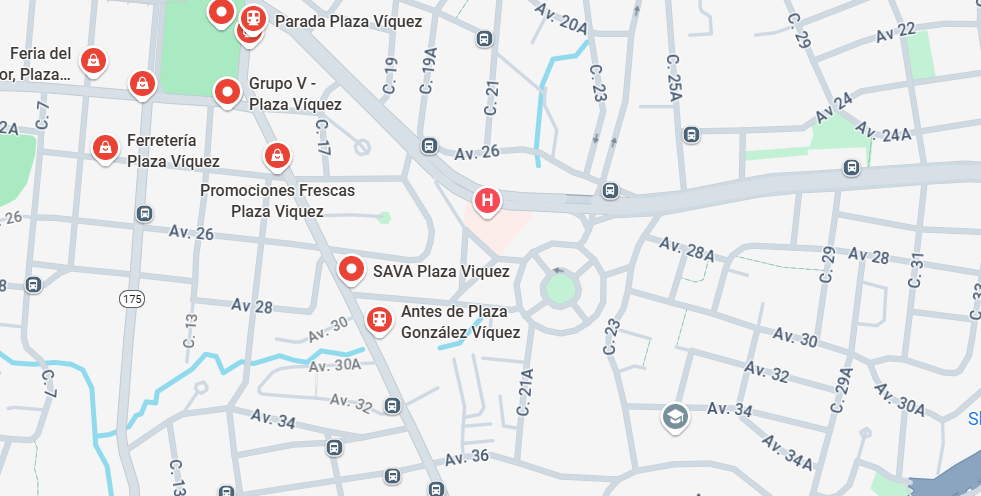 Parada Plaza Víquez
Av. 20A
C. 29
Av 22
Feria del
or, Plaza...
C. 19
C. 19A
C. 21
C. 23
C. 25A
Grupo V -
Plaza Víquez
C. 7
2A
C. 17
Av 24
Av. 24A
Ferretería
Plaza Víquez
Av. 26
Promociones Frescas
Plaza Viquez
H
26
Av. 26
SAVA Plaza Viquez
Av. 28A
C. 29
Av 28
C. 31
8
175
Av 28
C. 33
Antes de Plaza
González Víquez
C. 13
Av. 30
C. 23
Av. 30
Av. 30A
Av. 32
C. 7
C. 21A
C. 29A
Av. 30A
Av. 32
Av. 34
Av. 34
Sl
Av. 34A
Av. 36
C. 13